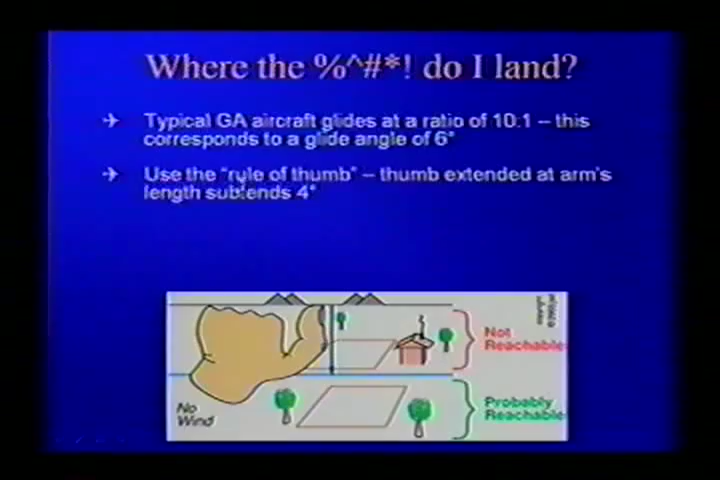 Where the %^#*! do I land?
Typical GA aircraft glides at a ratio of 10:1 – this
corresponds to a glide angle of 6°
Use the “rule of thumb” – thumb extended at arm's
length subtends 4°
Not
Reachable
No
Wind
Probably
Reachable